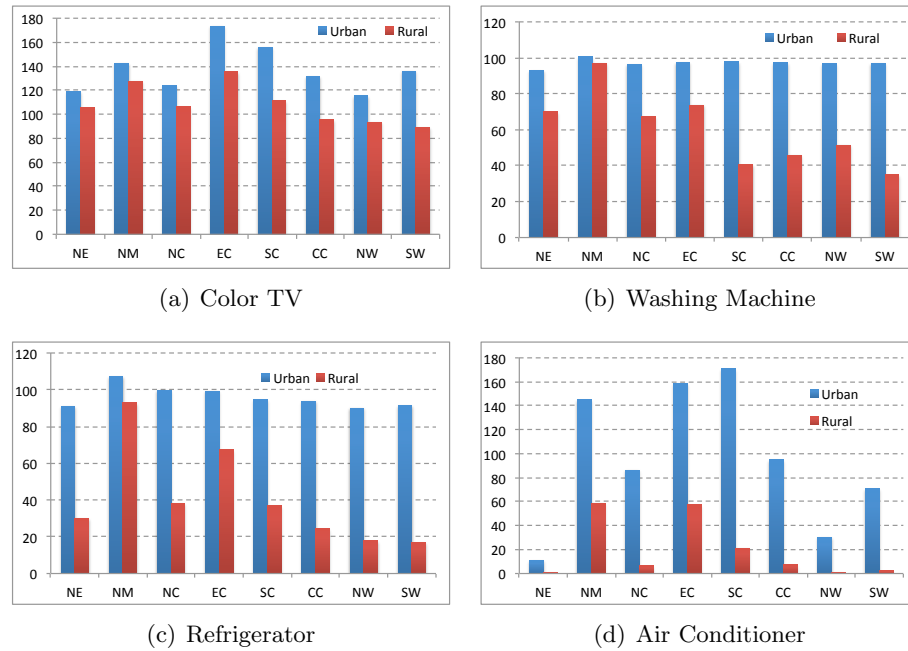 180
160
140
120
100
80
60
40
20
0
Urban Rural
NE NM NC EC SC CC NW SW
(a) Color TV
120
100
80
60
40
20
0
Urban Rural
NE NM NC EC SC CC NW SW
(b) Washing Machine
120
100
80
60
40
20
0
Urban Rural
NE NM NC EC SC CC NW SW
(c) Refrigerator
180
160
140
120
100
80
60
40
20
0
Urban
Rural
NE NM NC EC SC CC NW SW
(d) Air Conditioner